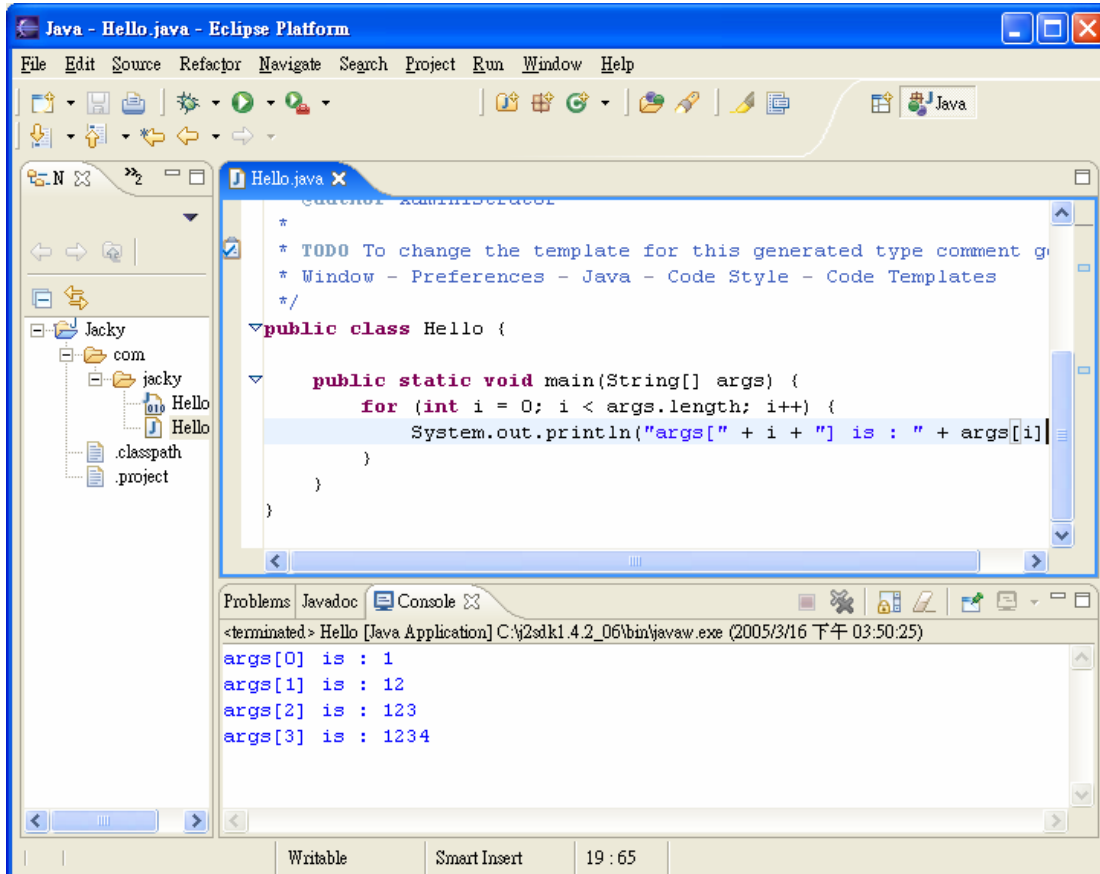 Java - Hello.java - Eclipse Platform
File Edit Source Refactor Navigate Search Project Run Window Help
Java
N
»2
Hello.java
@author Administrator
*
* TODO To change the template for this generated type comment g
* Window - Preferences - Java - Code Style - Code Templates
*/
public class Hello {
public static void main(String[] args) {
for (int i = 0; i < args.length; i++) {
System.out.println("args[" + i + "] is : " + args[i]
}
}
}
Jacky
com
jacky
Hello
Hello
.classpath
.project
Problems Javadoc Console
<terminated> Hello [Java Application] C:\j2sdk1.4.2_06\bin\javaw.exe (2005/3/16 下午 03:50:25)
args[0] is : 1
args[1] is : 12
args[2] is : 123
args[3] is : 1234
Writable Smart Insert 19 : 65